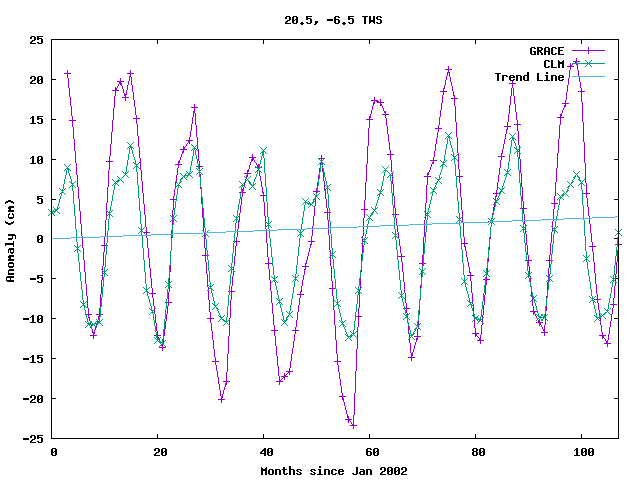 20.5, -6.5 TWS
25
20
15
10
5
0
-5
-10
-15
-20
-25
Anomaly (cm)
GRACE
CLM
Trend Line
0 20 40 60 80 100
Months since Jan 2002